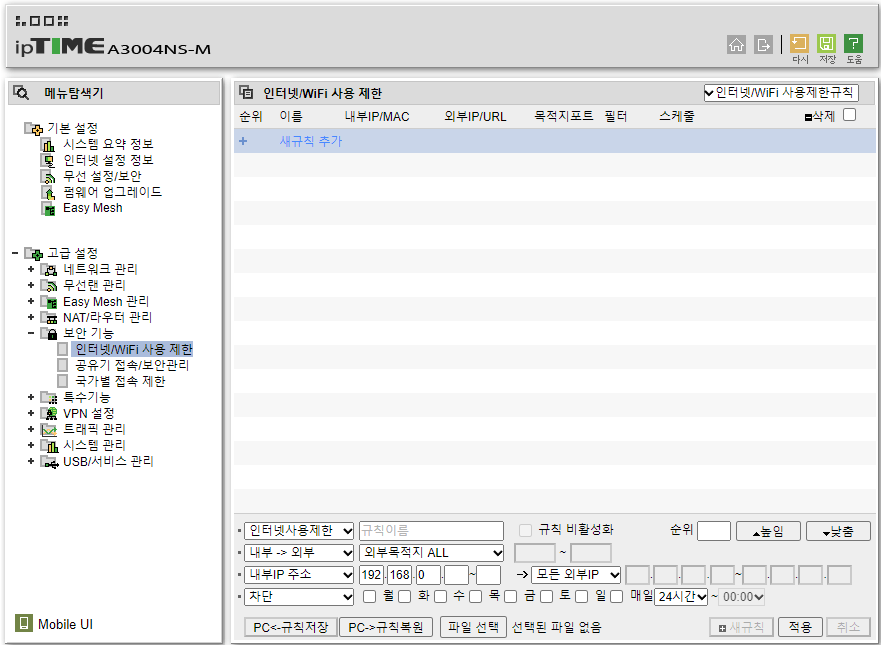 ipTIME A3004NS-M
다시 저장 도움
메뉴탐색기
기본 설정
시스템 요약 정보
인터넷 설정 정보
무선 설정/보안
펌웨어 업그레이드
Easy Mesh
고급 설정
네트워크 관리
무선랜 관리
Easy Mesh 관리
NAT/라우터 관리
보안 기능
인터넷/WiFi 사용 제한
공유기 접속/보안관리
국가별 접속 제한
특수기능
VPN 설정
트래픽 관리
시스템 관리
USB/서비스 관리
Mobile UI
인터넷/WiFi 사용 제한 인터넷/WiFi 사용제한규칙
순위 이름 내부IP/MAC 외부IP/URL 목적지포트 필터 스케줄 삭제
+ 새규칙 추가
인터넷사용제한 규칙이름 규칙 비활성화 순위 ▲높임 ▼낮춤
내부 -> 외부 외부목적지 ALL ~
내부IP 주소 192 . 168 . 0 . ~ → 모든 외부IP . . . ~ . . .
차단 월 화 수 목 금 토 일 매일 24시간 ~ 00:00
PC<-규칙저장 PC->규칙복원 파일 선택 선택된 파일 없음 새규칙 적용 취소